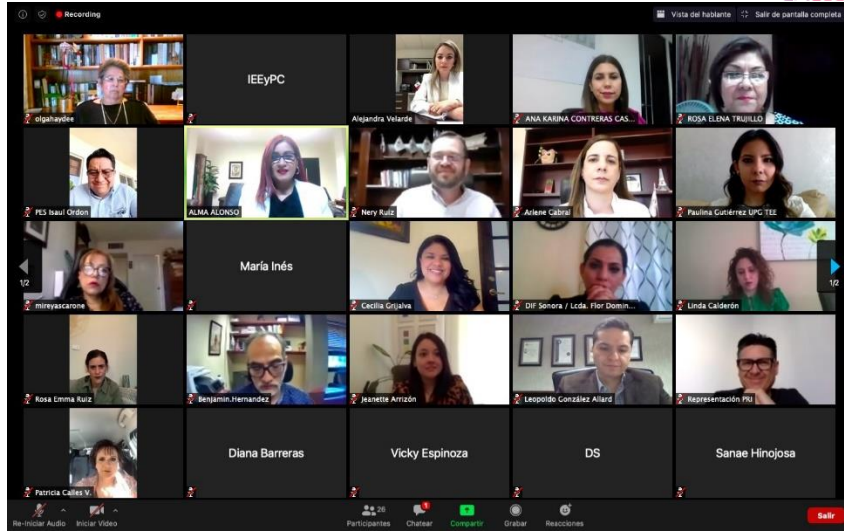 Recording
Vista del hablante
Salir de pantalla completa
olgahaydee
IEEyPC
Alejandra Velarde
ANA KARINA CONTRERAS CAS...
ROSA ELENA TRUJILLO
PES Isaul Ordon
ALMA ALONSO
Nery Ruiz
Arlene Cabral
Paulina Gutiérrez UPG TEE
1/2
mireyascarone
María Inés
Cecilia Grijalva
DIF Sonora / Lcda. Flor Domin...
Linda Calderón
1/2
Rosa Emma Ruiz
Benjamin.Hernandez
Jeanette Arrizón
Leopoldo González Allard
Representación PRI
Patricia Calles V.
Diana Barreras
Vicky Espinoza
DS
Sanae Hinojosa
Re-Iniciar Audio
Iniciar Video
26
Participantes
1
Chatear
Compartir
Grabar
Reacciones
Salir